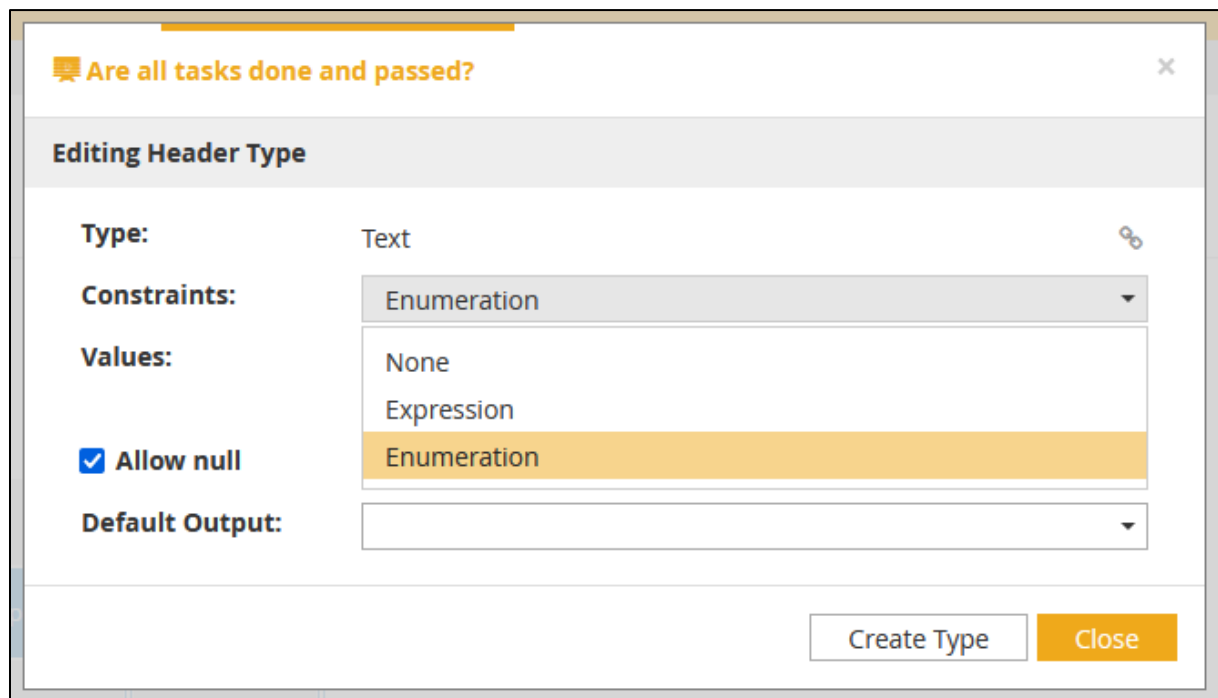 Are all tasks done and passed?
×
Editing Header Type
Type: Text
Constraints: Enumeration
Values:
None
Expression
Enumeration
Allow null
Default Output:
Create Type Close